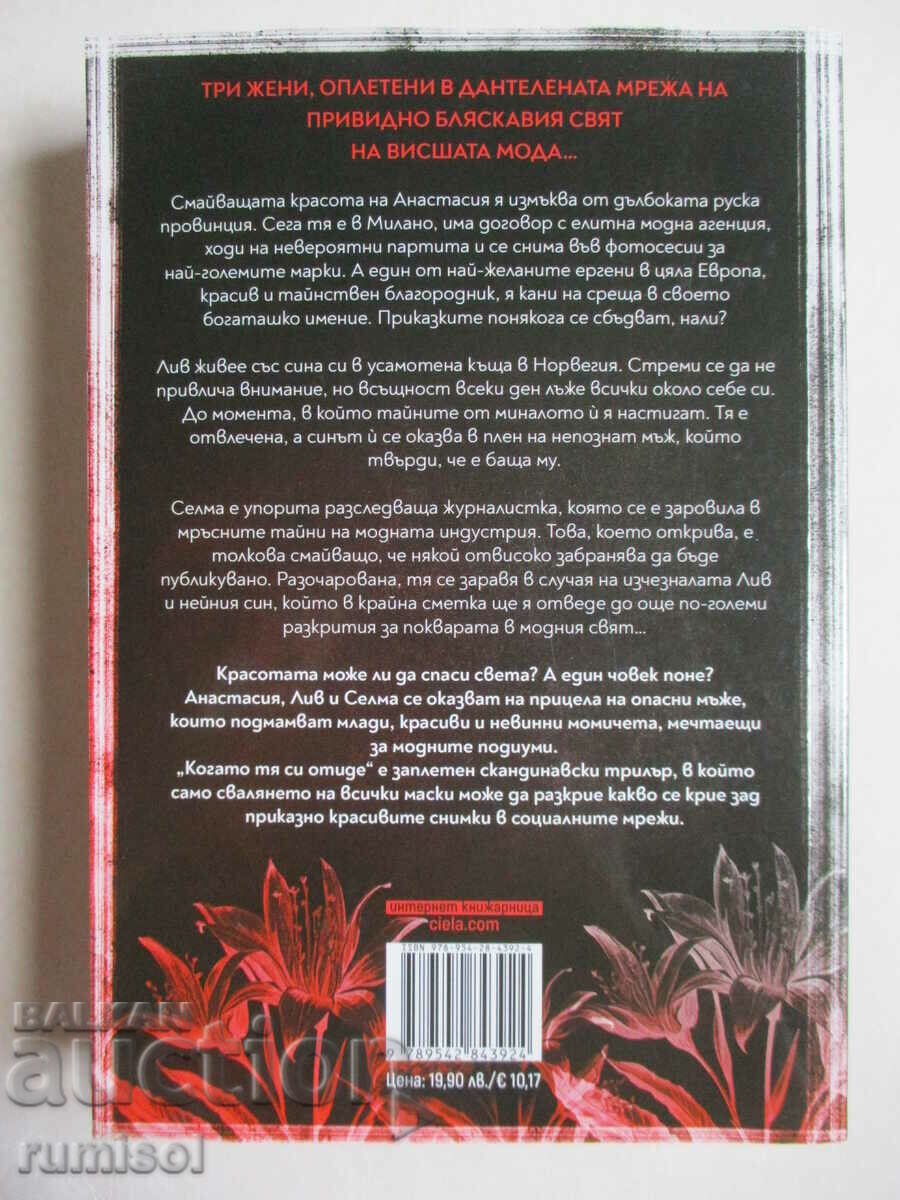 ТРИ ЖЕНИ, ОПЛЕТЕНИ В ДАНТЕЛЕНАТА МРЕЖА НА
ПРИВИДНО БЛЯСКАВИЯ СВЯТ
НА ВИСШАТА МОДА...
Смайващата красота на Анастасия я измъква от дълбоката руска
провинция. Сега тя е в Милано, има договор с елитна модна агенция,
ходи на невероятни партита и се снима във фотосесии за
най-големите марки. А един от най-желаните ергени в цяла Европа,
красив и тайнствен благородник, я кани на среща в своето
богаташко имение. Приказките понякога се сбъдват, нали?
Лив живее със сина си в усамотена къща в Норвегия. Стреми се да не
привлича внимание, но всъщност всеки ден лъже всички около себе си.
До момента, в който тайните от миналото ѝ я настигат. Тя е
отвлечена, а синът ѝ се оказва в плен на непознат мъж, който
твърди, че е баща му.
Селма е упорита разследваща журналистка, която се е заровила в
мръсните тайни на модната индустрия. Това, което открива, е
толкова смайващо, че някой отвисоко забранява да бъде
публикувано. Разочарована, тя се заравя в случая на изчезналата Лив
и нейния син, който в крайна сметка ще я отведе до още по-големи
разкрития за покварата в модния свят...
Красотата може ли да спаси света? А един човек поне?
Анастасия, Лив и Селма се оказват на прицела на опасни мъже,
които подмамват млади, красиви и невинни момичета, мечтаещи
за модните подиуми.
„Когато тя си отиде“ е заплетен скандинавски трилър, в който
само свалянето на всички маски може да разкрие какво се крие зад
приказно красивите снимки в социалните мрежи.
интернет книжарница
ciela.com
ISBN 978-954-28-4392-4
9 789542 843924
Цена: 19,90 лв./€ 10,17
BALKAN
auction
rumisol